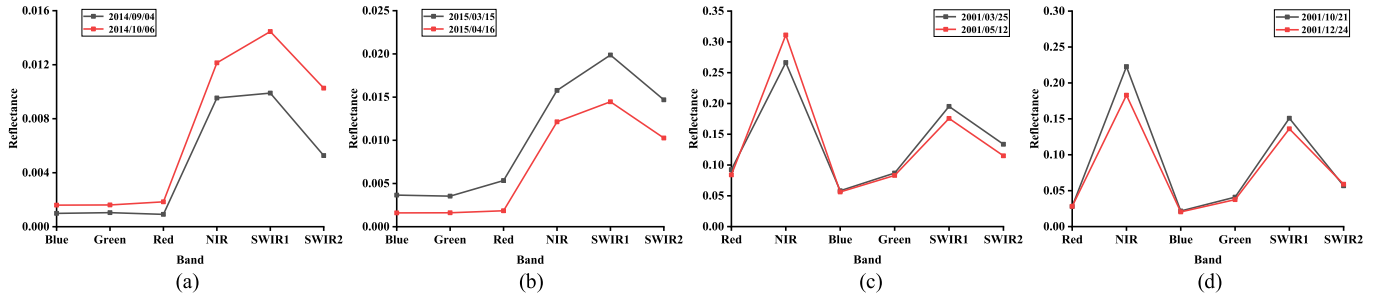 0.016
0.012
0.008
0.004
0.000
Reflectance
2014/09/04
2014/10/06
Blue Green Red NIR SWIR1 SWIR2
Band
(a)
0.025
0.020
0.015
0.010
0.005
0.000
Reflectance
2015/03/15
2015/04/16
Blue Green Red NIR SWIR1 SWIR2
Band
(b)
0.35
0.30
0.25
0.20
0.15
0.10
0.05
0.00
Reflectance
2001/03/25
2001/05/12
Red NIR Blue Green SWIR1 SWIR2
Band
(c)
0.30
0.25
0.20
0.15
0.10
0.05
0.00
Reflectance
2001/10/21
2001/12/24
Red NIR Blue Green SWIR1 SWIR2
Band
(d)